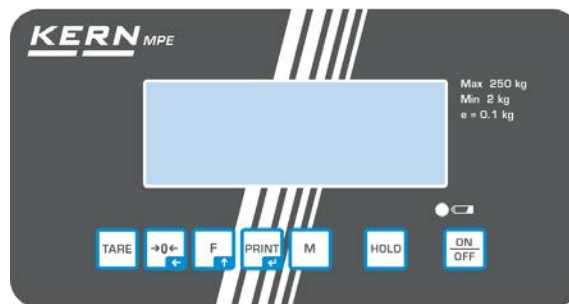 KERN MPE
Max 250 kg
Min 2 kg
e = 0.1 kg
TARE →0← F PRINT M HOLD ON
OFF